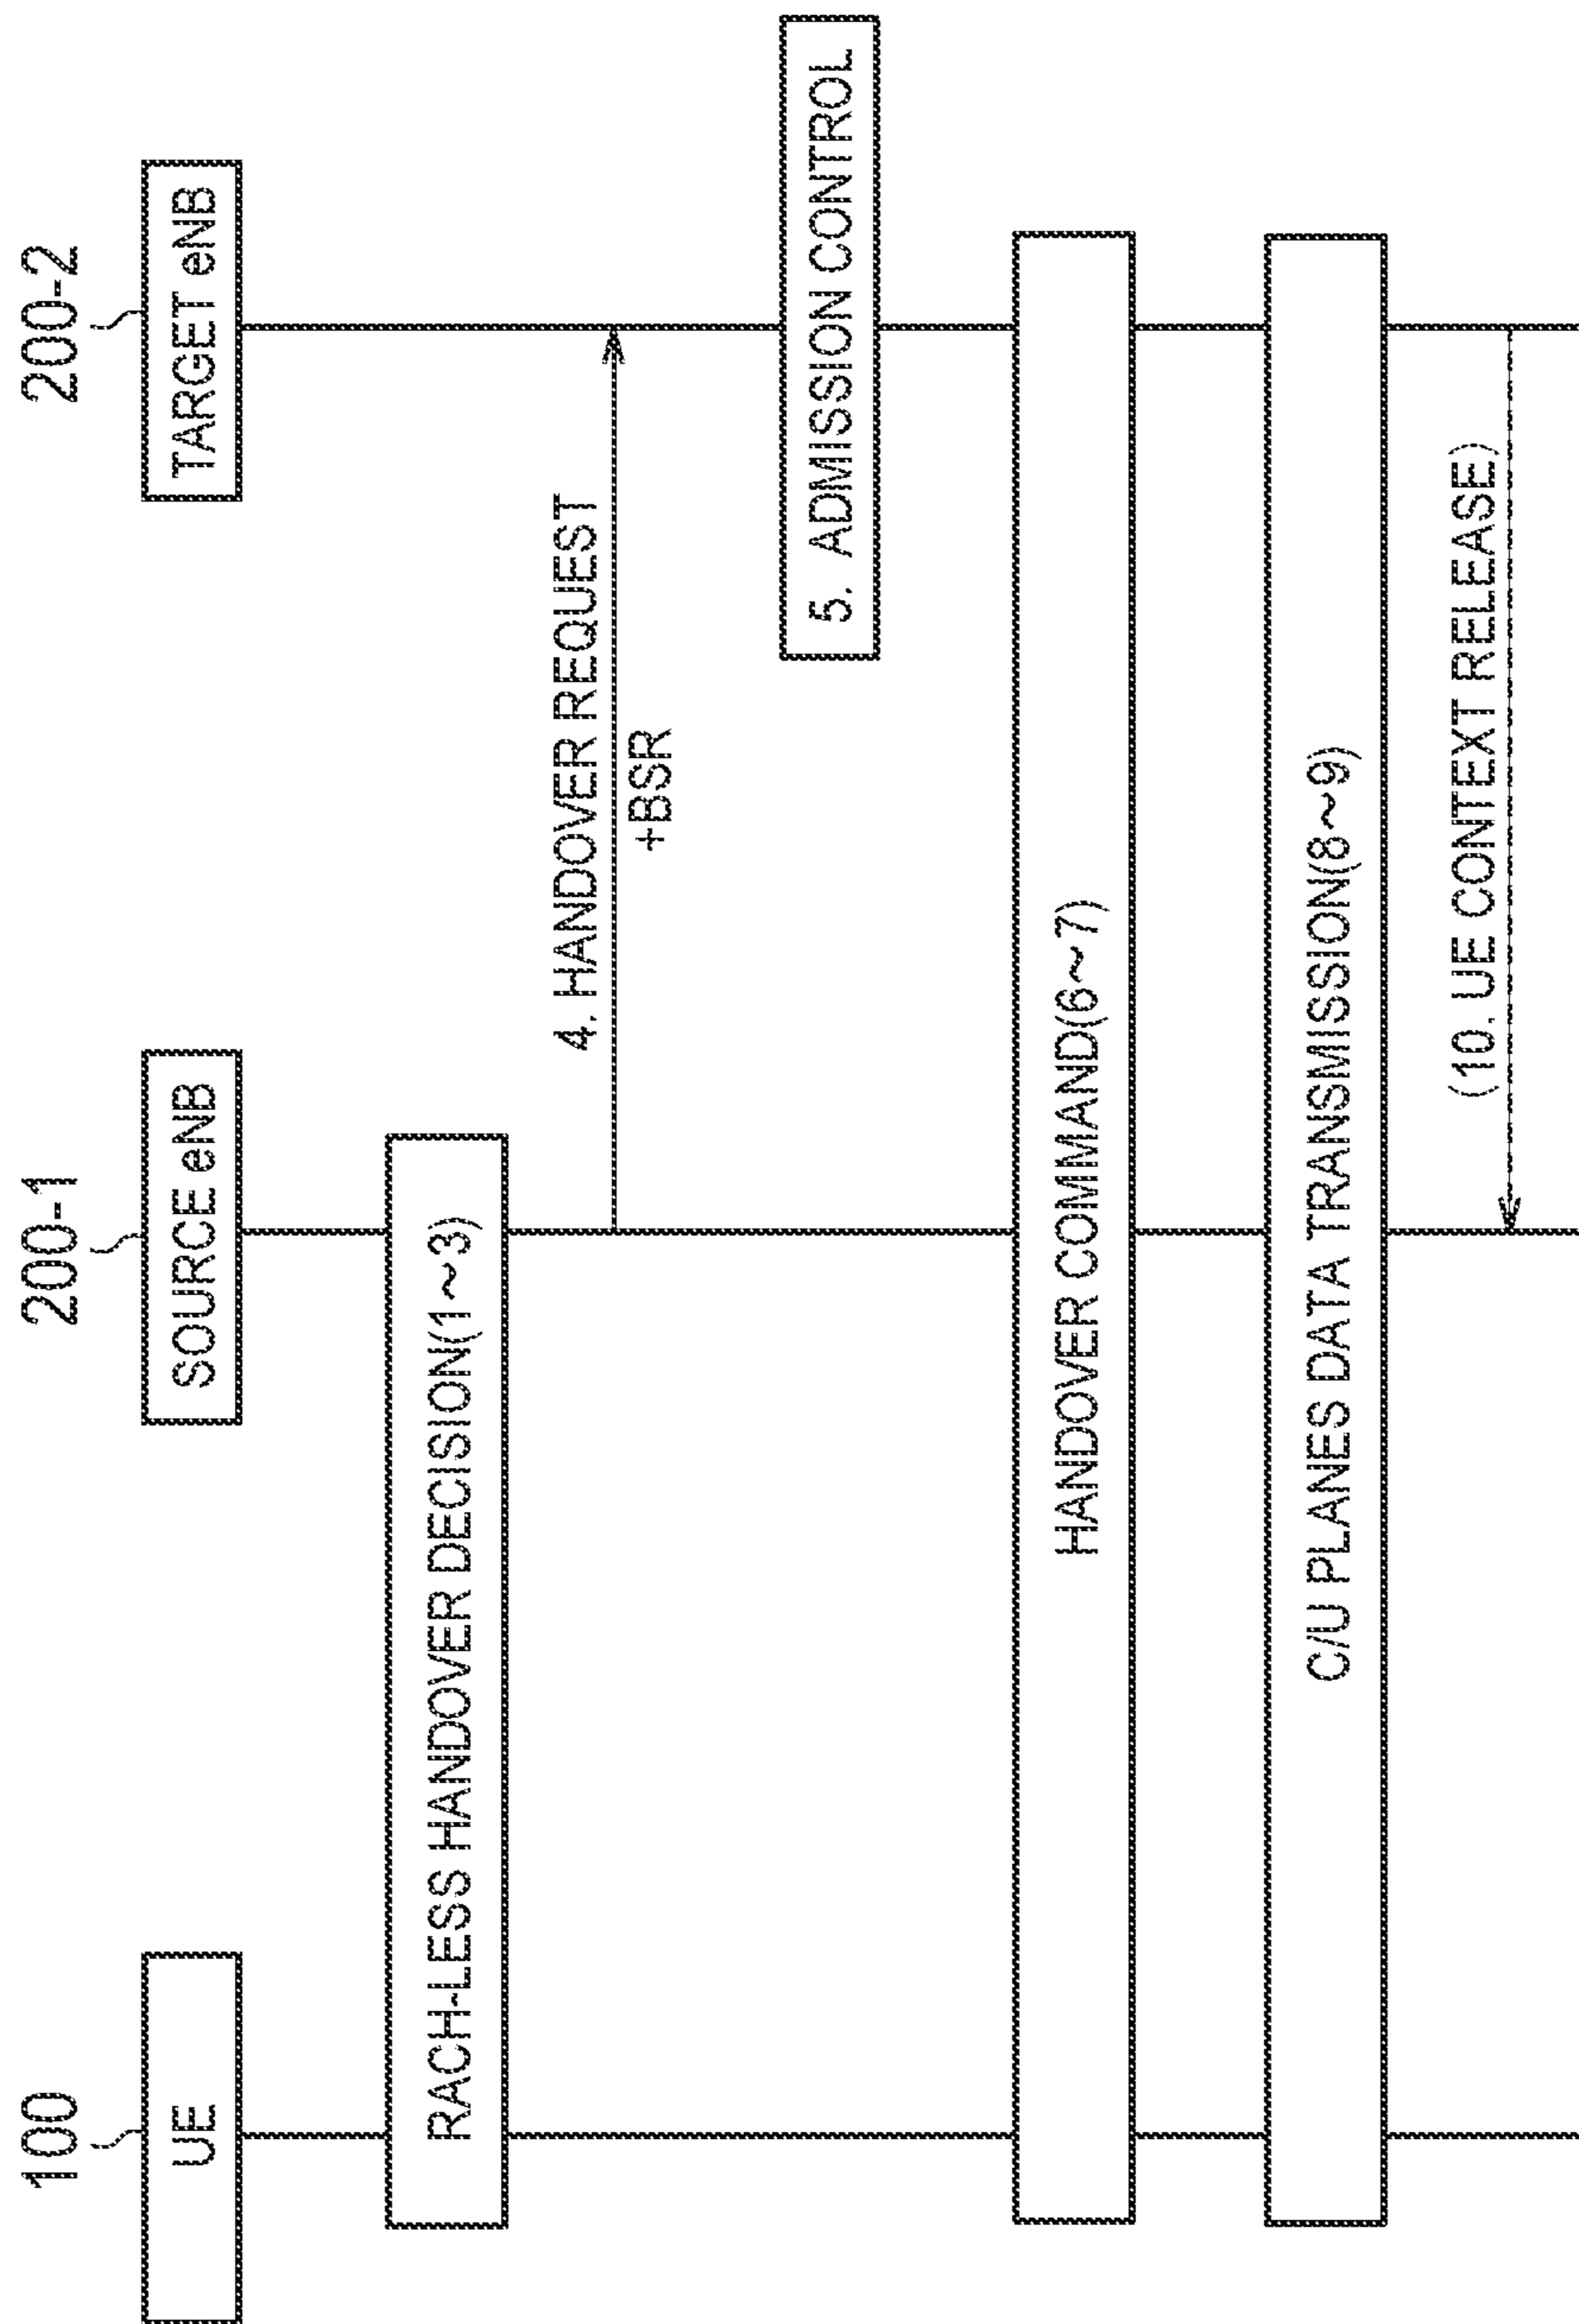 100
200-1
200-2
UE
SOURCE eNB
TARGET eNB
RACH-LESS HANDOVER DECISION(1~3)
4. HANDOVER REQUEST
+BSR
5. ADMISSION CONTROL
HANDOVER COMMAND(6~7)
C/U PLANES DATA TRANSMISSION(8~9)
(10. UE CONTEXT RELEASE)